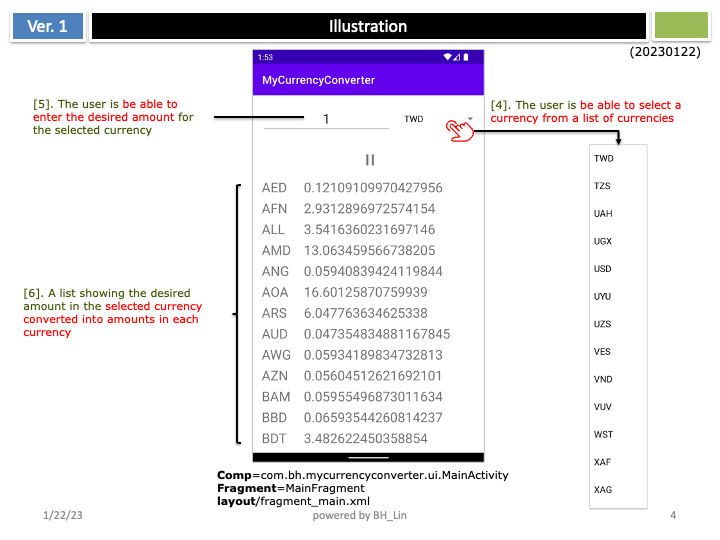 Ver. 1
Illustration
(20230122)
1:53
MyCurrencyConverter
[5]. The user is be able to
enter the desired amount for
the selected currency
1
TWD
[4]. The user is be able to select a
currency from a list of currencies
=
AED 0.12109109970427956
AFN 2.9312896972574154
ALL 3.5416360231697146
AMD 13.063459566738205
ANG 0.05940839424119844
AOA 16.60125870759939
ARS 6.047763634625338
AUD 0.047354834881167845
AWG 0.05934189834732813
AZN 0.05604512621692101
BAM 0.05955496873011634
BBD 0.06593544260814237
BDT 3.482622450358854
[6]. A list showing the desired
amount in the selected currency
converted into amounts in each
currency
TWD
TZS
UAH
UGX
USD
UYU
UZS
VES
VND
VUV
WST
XAF
XAG
Comp=com.bh.mycurrencyconverter.ui.MainActivity
Fragment=MainFragment
layout/fragment_main.xml
1/22/23
powered by BH_Lin
4